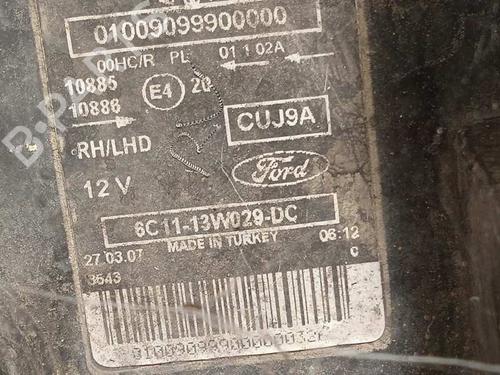 01009099900000
00HC/R PL 01 1 02A
10885
10886
E4 20
CUJ9A
RH/LHD
Ford
12 V
6C11-13W029-DC
MADE IN TURKEY
27 03.07 06:12
3543 C